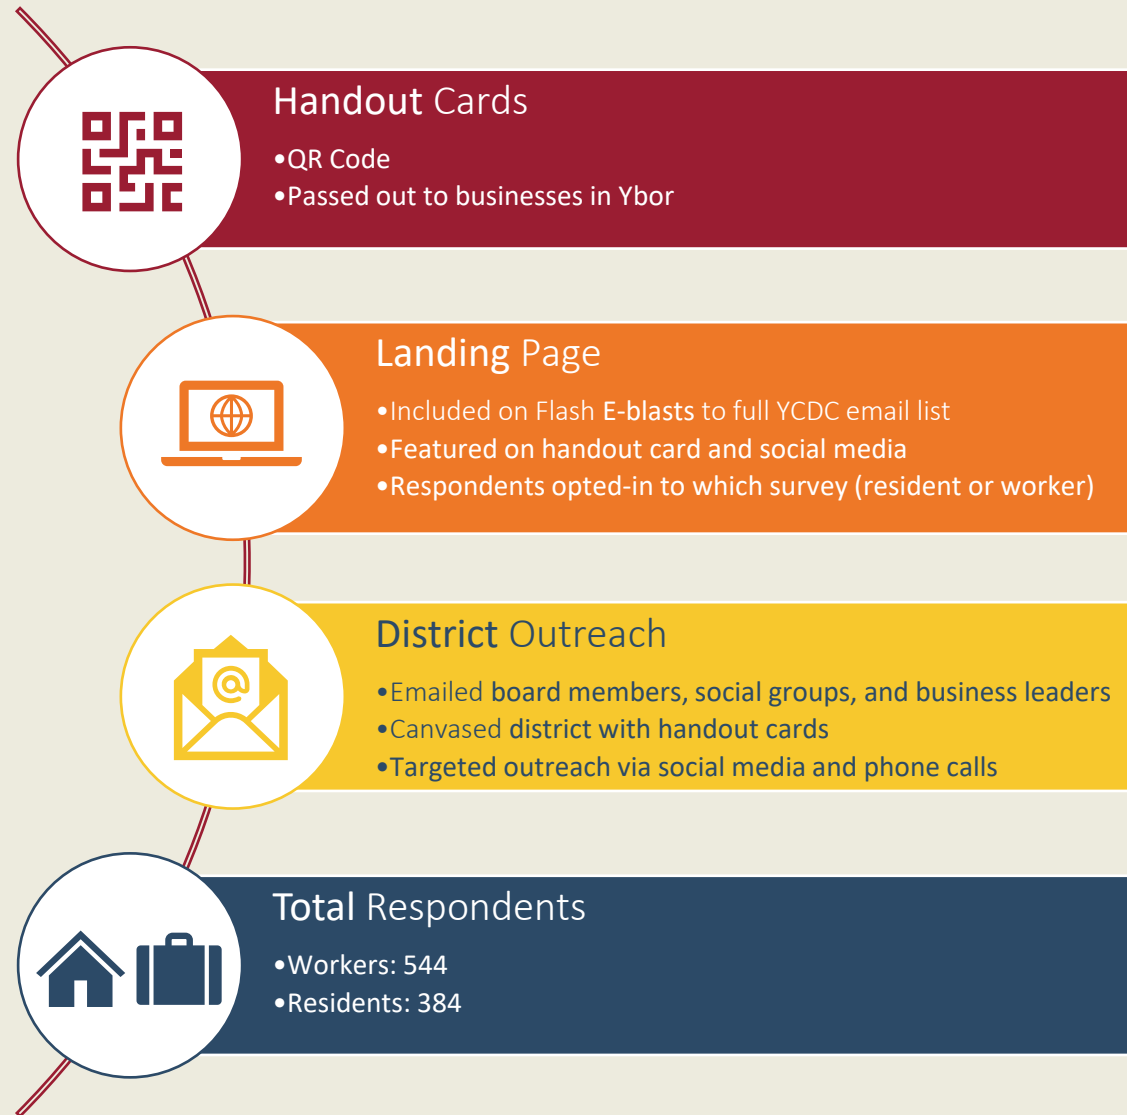 Handout Cards
•QR Code
•Passed out to businesses in Ybor
Landing Page
•Included on Flash E-blasts to full YCDC email list
•Featured on handout card and social media
•Respondents opted-in to which survey (resident or worker)
@
District Outreach
•Emailed board members, social groups, and business leaders
•Canvased district with handout cards
•Targeted outreach via social media and phone calls
Total Respondents
•Workers: 544
•Residents: 384